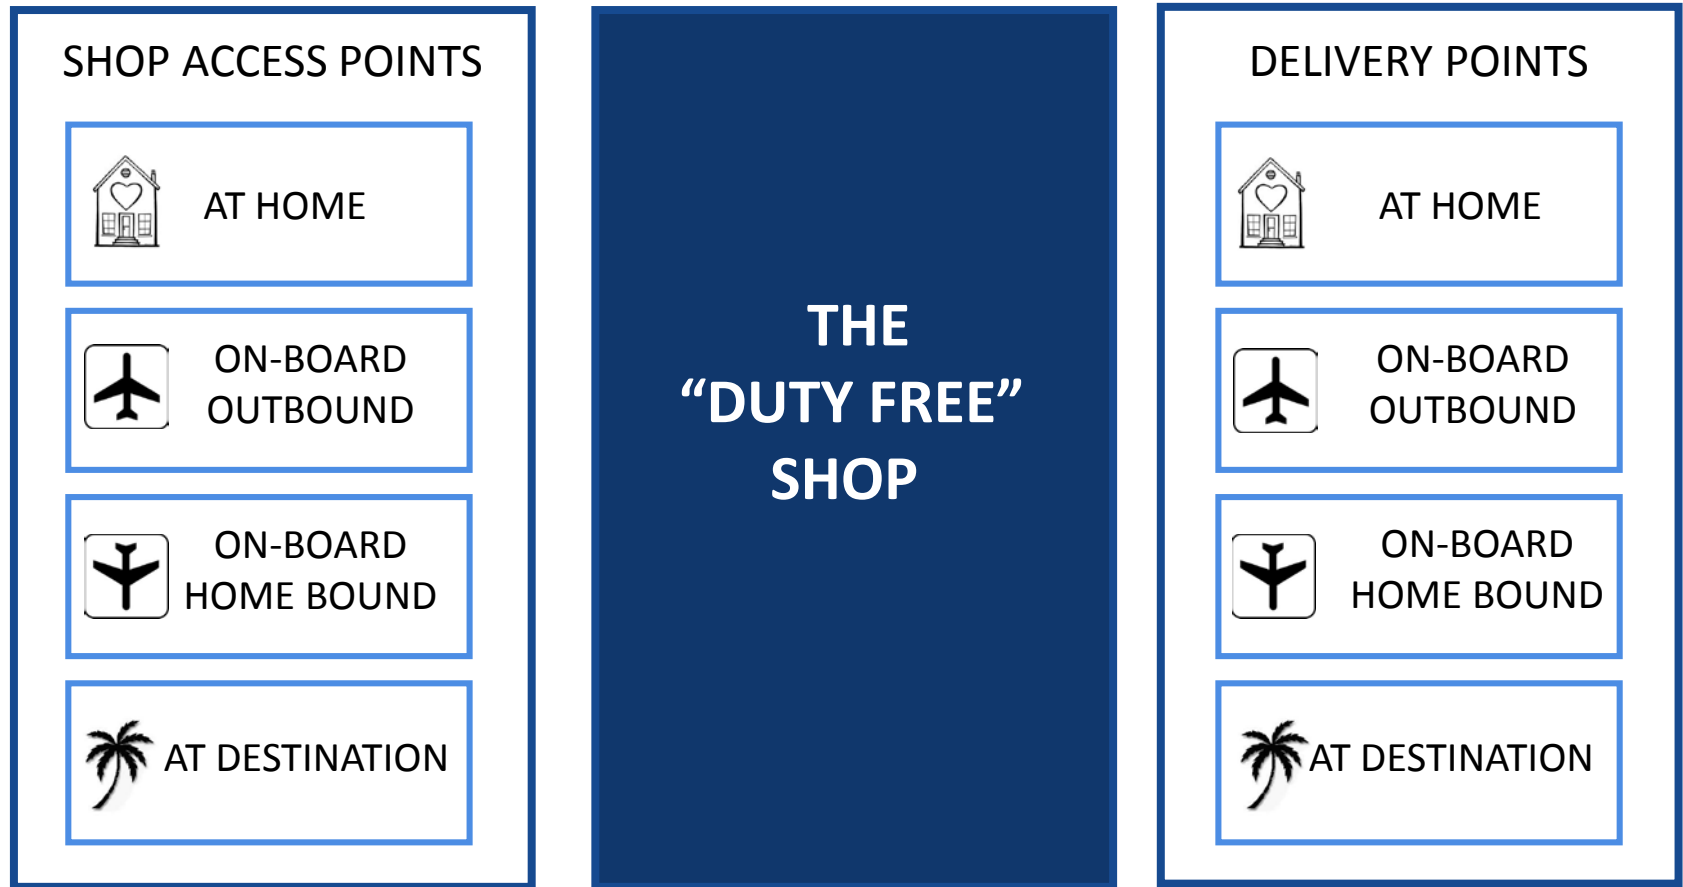 SHOP ACCESS POINTS
AT HOME
ON-BOARD
OUTBOUND
ON-BOARD
HOME BOUND
AT DESTINATION
THE
“DUTY FREE”
SHOP
DELIVERY POINTS
AT HOME
ON-BOARD
OUTBOUND
ON-BOARD
HOME BOUND
AT DESTINATION